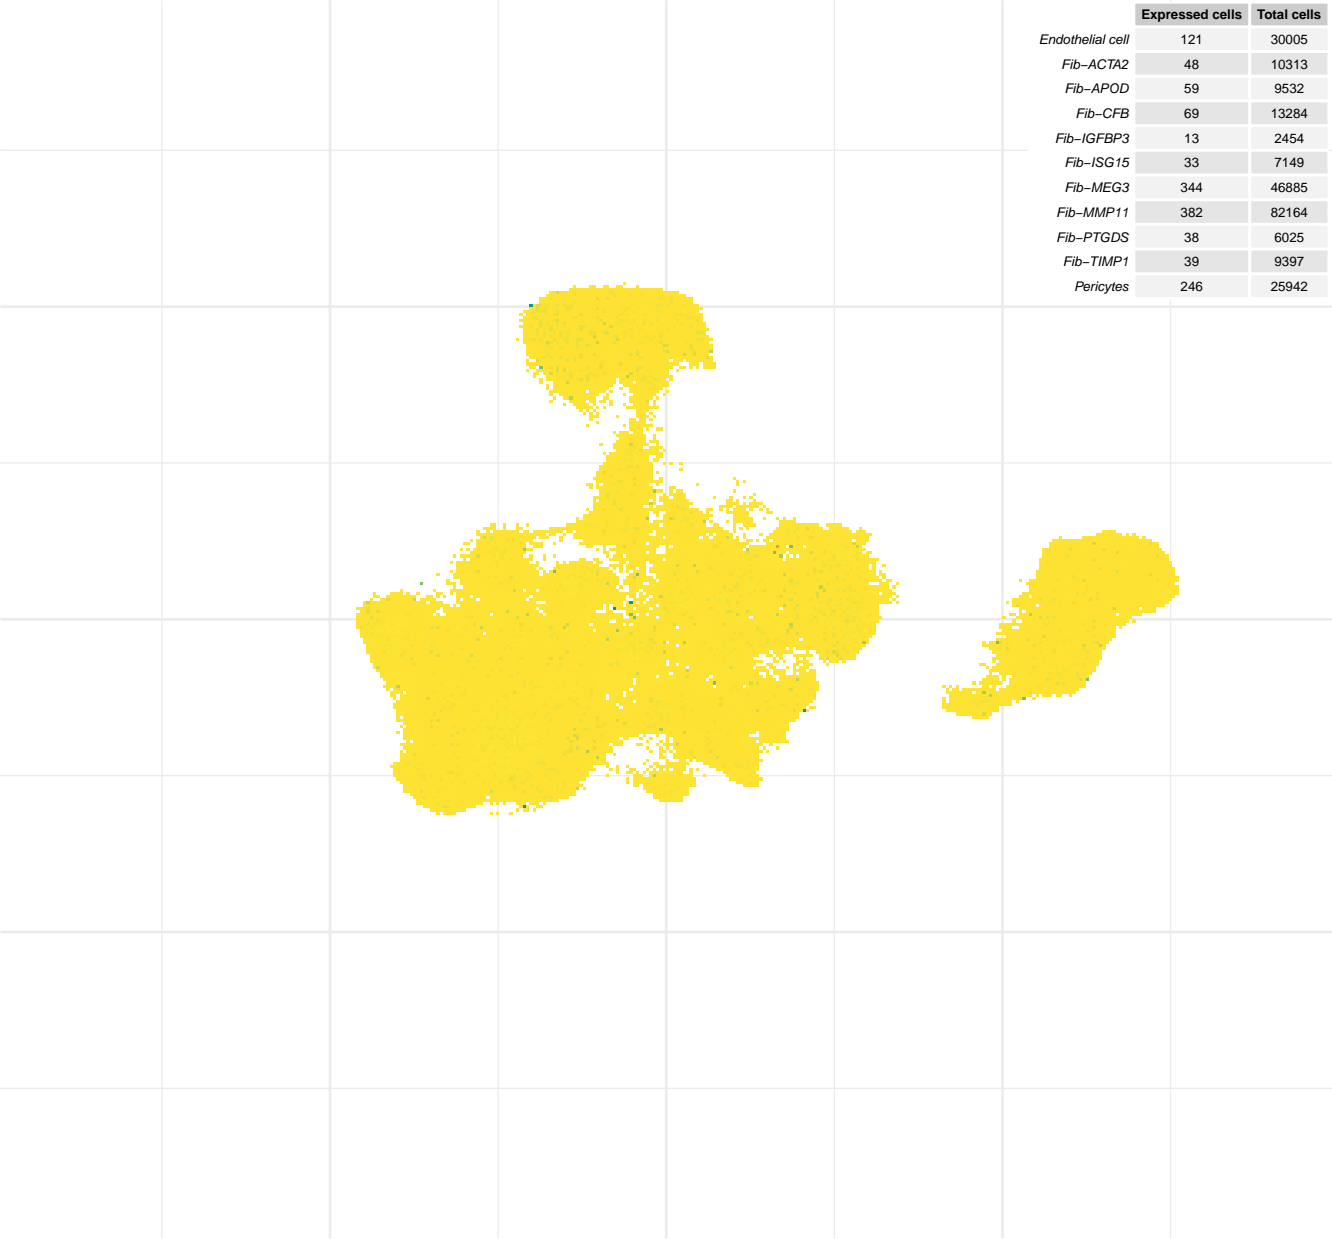 Expressed cells Total cells
Endothelial cell 121 30005
Fib−ACTA2 48 10313
Fib−APOD 59 9532
Fib−CFB 69 13284
Fib−IGFBP3 13 2454
Fib−ISG15 33 7149
Fib−MEG3 344 46885
Fib−MMP11 382 82164
Fib−PTGDS 38 6025
Fib−TIMP1 39 9397
Pericytes 246 25942